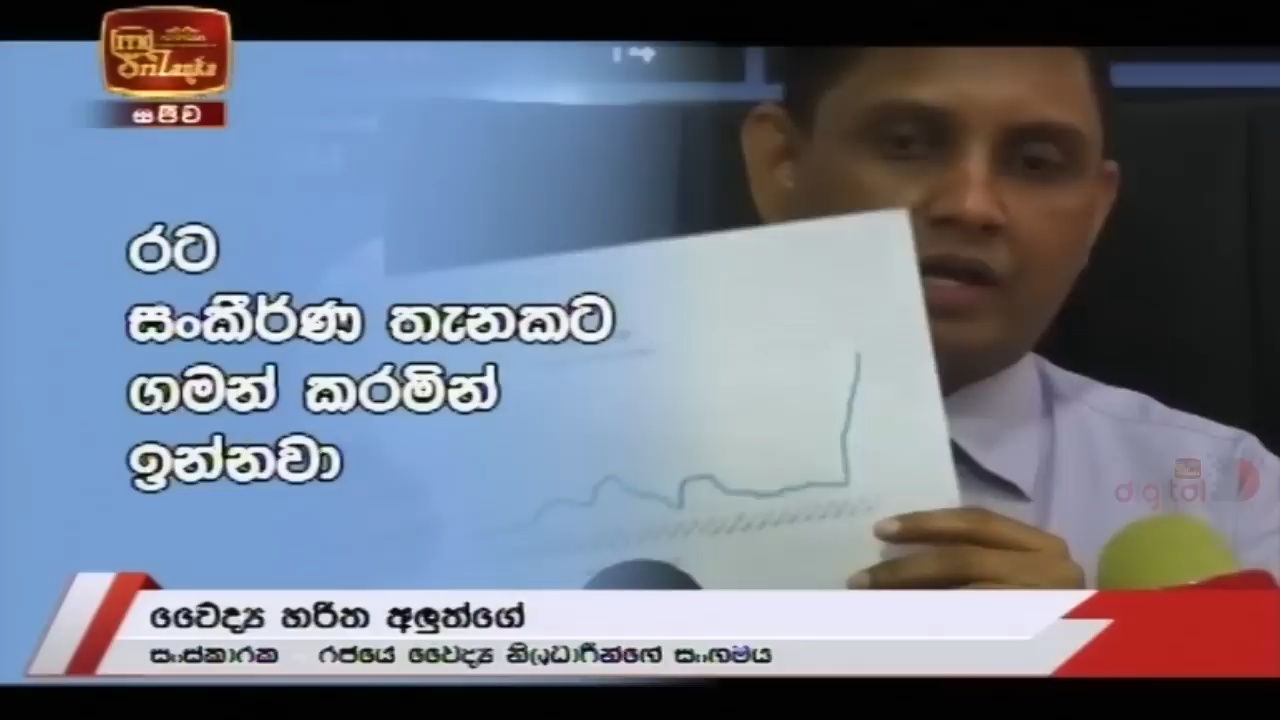 සජීව
රට
සංකීර්ණ තැනකට
ගමන් කරමින්
ඉන්නවා
digital
වෛද්‍ය හරිත අලුත්ගේ
සංස්කාරක - රජයේ වෛද්‍ය නිලධාරීන්ගේ සංගමය